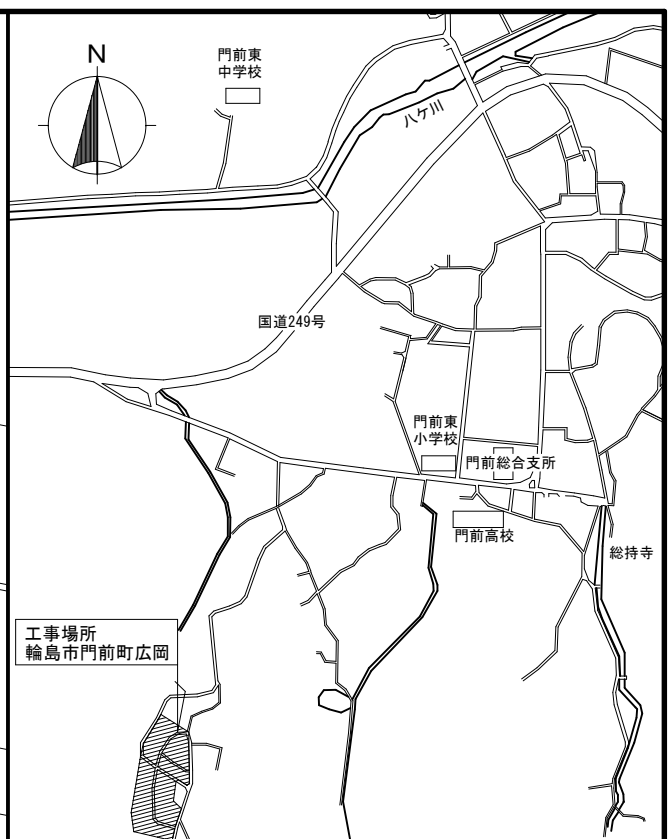 N
門前東
中学校
八ケ川
国道249号
門前東
小学校
門前総合支所
門前高校
総持寺
工事場所
輪島市門前町広岡